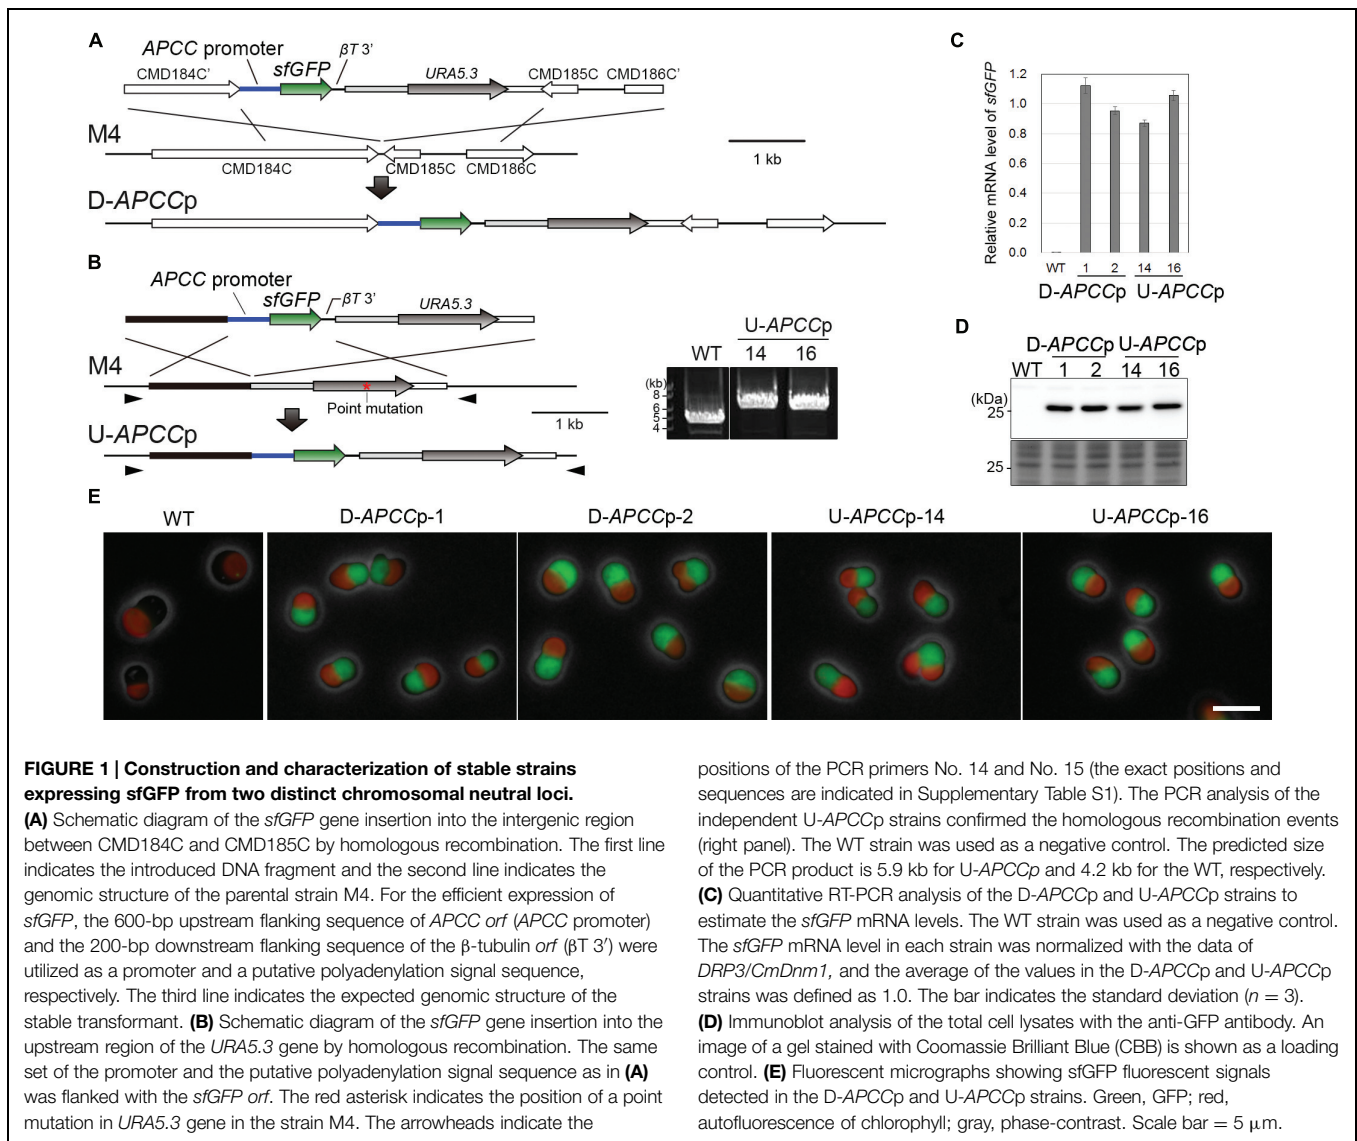 A
APCC promoter
βT 3'
sfGFP
CMD184C'
URA5.3
CMD185C
CMD186C'
M4
CMD184C
CMD185C
CMD186C
1 kb
D-APCCp
B
APCC promoter
sfGFP
βT 3'
URA5.3
M4
Point mutation
1 kb
U-APCCp
U-APCCp
WT
14
16
(kb)
8
6
5
4
C
Relative mRNA level of sfGFP
1.2
1.0
0.8
0.6
0.4
0.2
0.0
WT
1
2
14
16
D-APCCp
U-APCCp
D
D-APCCp U-APCCp
WT 1 2 14 16
(kDa)
25
25
E
WT
D-APCCp-1
D-APCCp-2
U-APCCp-14
U-APCCp-16
FIGURE 1 | Construction and characterization of stable strains
expressing sfGFP from two distinct chromosomal neutral loci.
(A) Schematic diagram of the sfGFP gene insertion into the intergenic region
between CMD184C and CMD185C by homologous recombination. The first line
indicates the introduced DNA fragment and the second line indicates the
genomic structure of the parental strain M4. For the efficient expression of
sfGFP, the 600-bp upstream flanking sequence of APCC orf (APCC promoter)
and the 200-bp downstream flanking sequence of the β-tubulin orf (βT 3′) were
utilized as a promoter and a putative polyadenylation signal sequence,
respectively. The third line indicates the expected genomic structure of the
stable transformant. (B) Schematic diagram of the sfGFP gene insertion into the
upstream region of the URA5.3 gene by homologous recombination. The same
set of the promoter and the putative polyadenylation signal sequence as in (A)
was flanked with the sfGFP orf. The red asterisk indicates the position of a point
mutation in URA5.3 gene in the strain M4. The arrowheads indicate the
positions of the PCR primers No. 14 and No. 15 (the exact positions and
sequences are indicated in Supplementary Table S1). The PCR analysis of the
independent U-APCCp strains confirmed the homologous recombination events
(right panel). The WT strain was used as a negative control. The predicted size
of the PCR product is 5.9 kb for U-APCCp and 4.2 kb for the WT, respectively.
(C) Quantitative RT-PCR analysis of the D-APCCp and U-APCCp strains to
estimate the sfGFP mRNA levels. The WT strain was used as a negative control.
The sfGFP mRNA level in each strain was normalized with the data of
DRP3/CmDnm1, and the average of the values in the D-APCCp and U-APCCp
strains was defined as 1.0. The bar indicates the standard deviation (n = 3).
(D) Immunoblot analysis of the total cell lysates with the anti-GFP antibody. An
image of a gel stained with Coomassie Brilliant Blue (CBB) is shown as a loading
control. (E) Fluorescent micrographs showing sfGFP fluorescent signals
detected in the D-APCCp and U-APCCp strains. Green, GFP; red,
autofluorescence of chlorophyll; gray, phase-contrast. Scale bar = 5 μm.